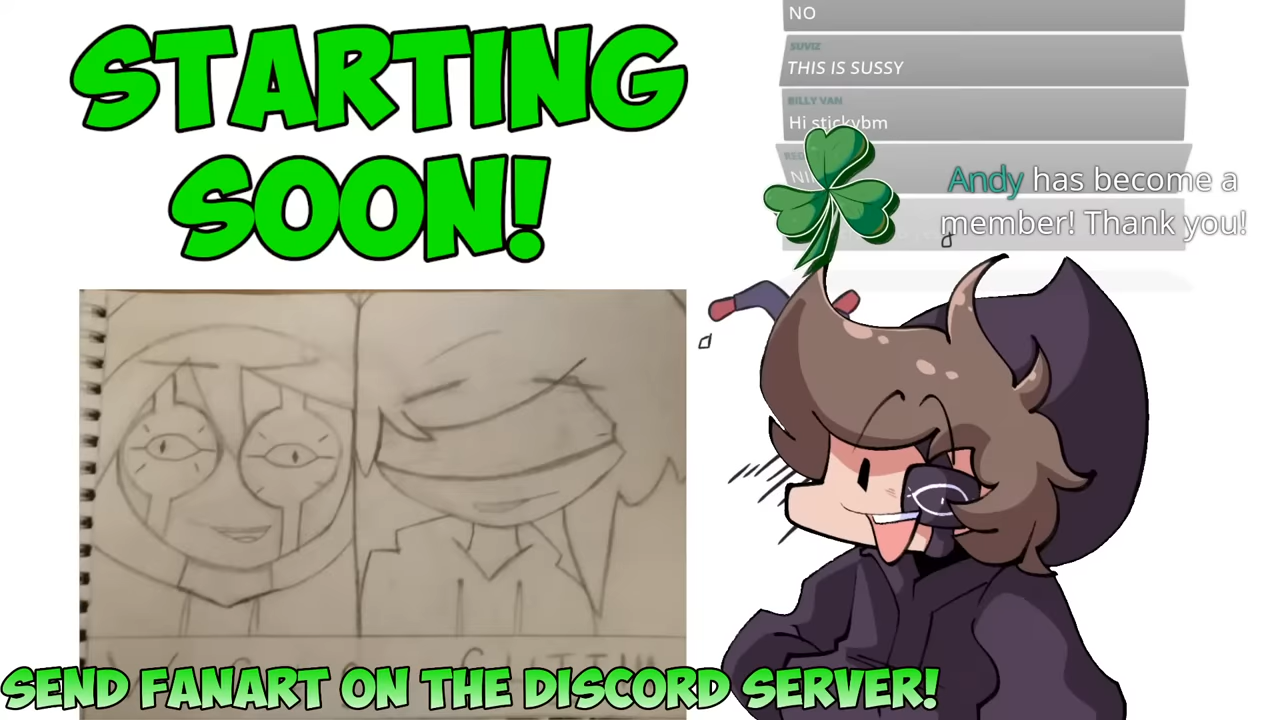 STARTING
SOON!
NO
SUVIZ
THIS IS SUSSY
BILLY VAN
Hi stickybm
Andy has become a
member! Thank you!
SEND FANART ON THE DISCORD SERVER!